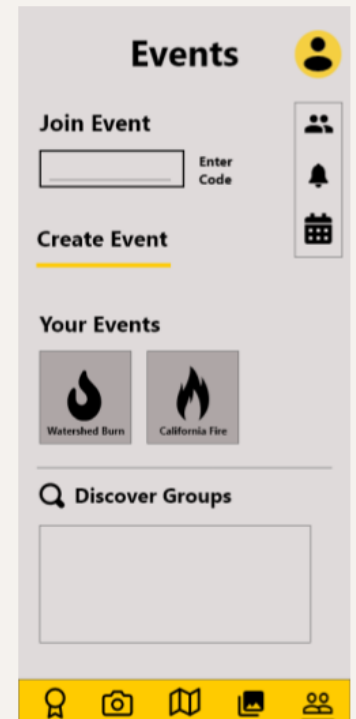 Events
Join Event
Enter
Code
Create Event
Your Events
Watershed Burn
California Fire
Discover Groups